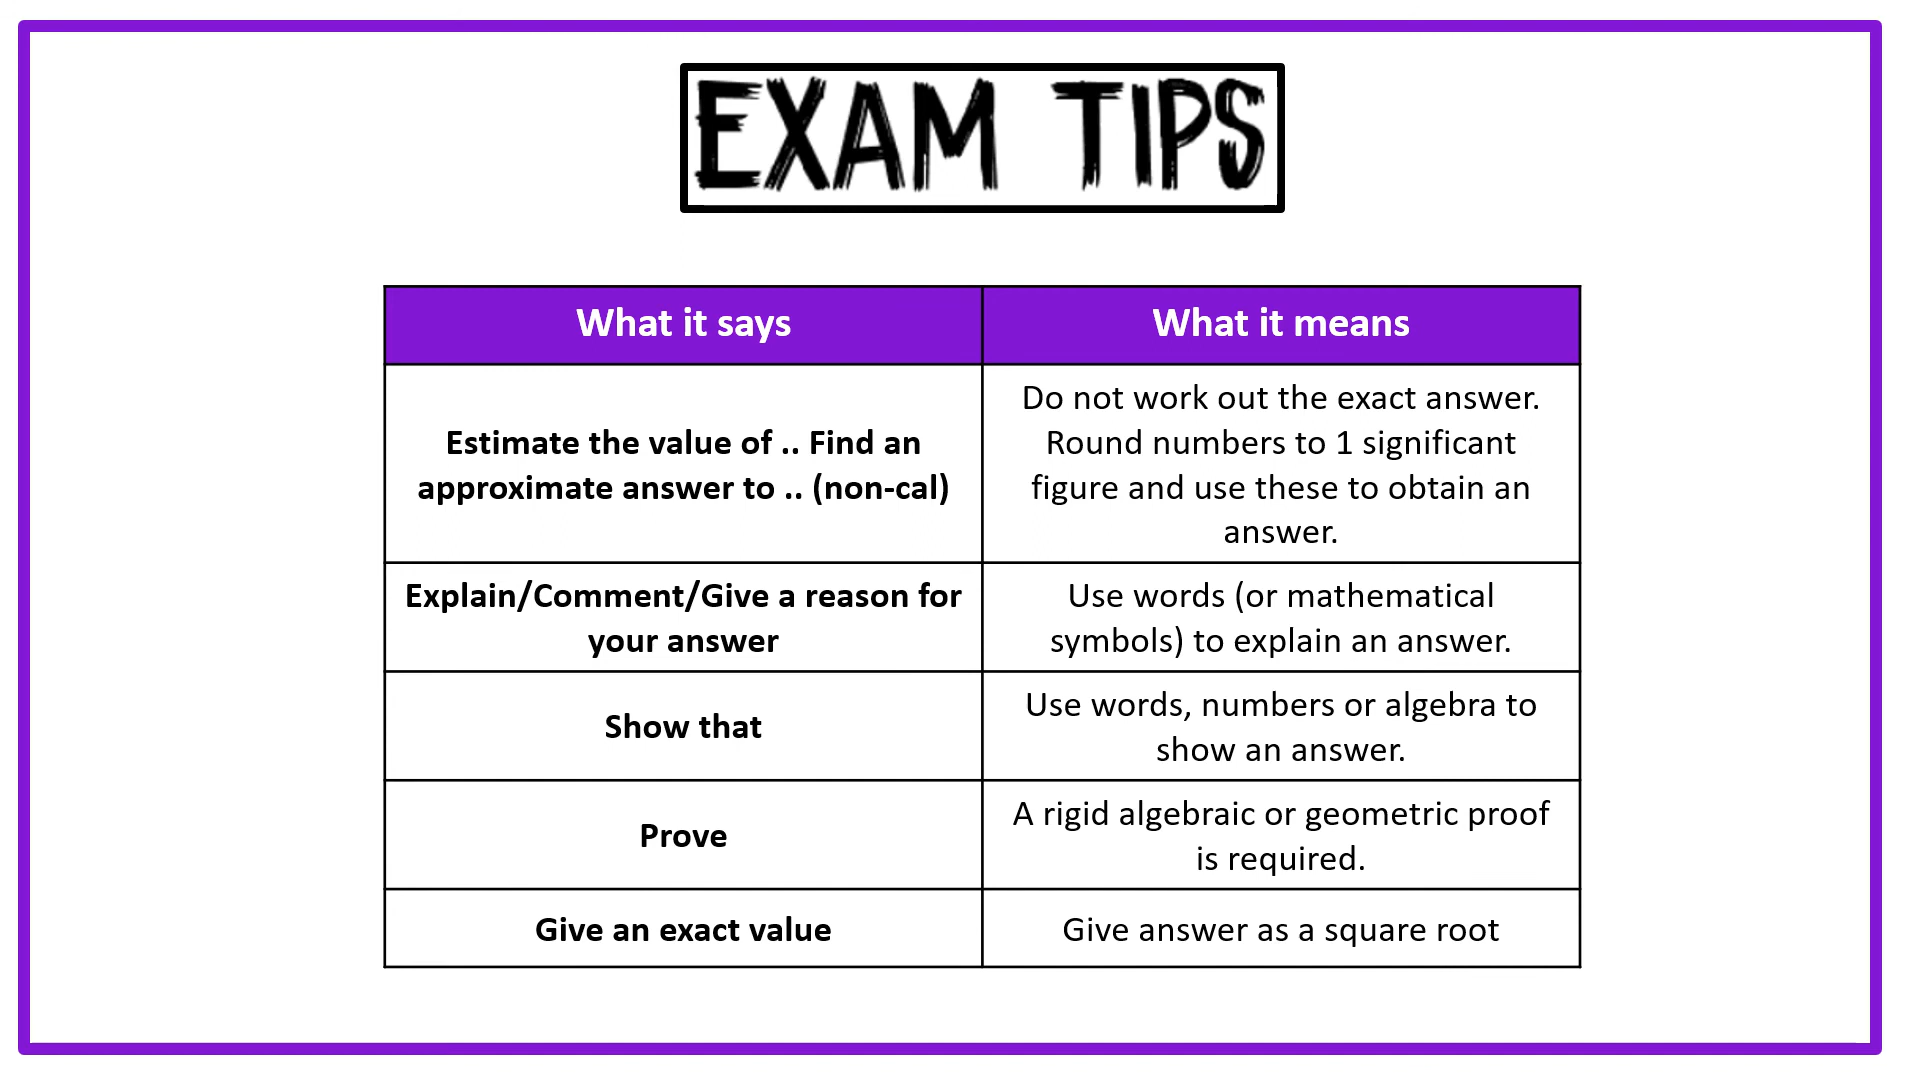 EXAM TIPS
What it says
What it means
Estimate the value of .. Find an
approximate answer to .. (non-cal)
Do not work out the exact answer.
Round numbers to 1 significant
figure and use these to obtain an
answer.
Explain/Comment/Give a reason for
your answer
Use words (or mathematical
symbols) to explain an answer.
Show that
Use words, numbers or algebra to
show an answer.
Prove
A rigid algebraic or geometric proof
is required.
Give an exact value
Give answer as a square root